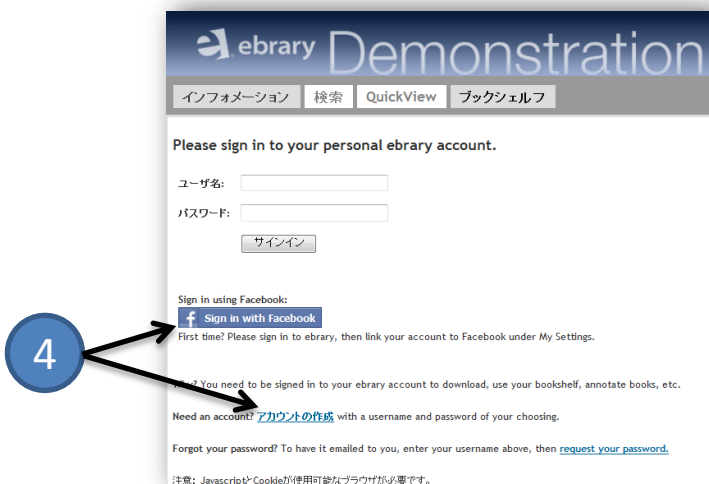 ebrary Demonstration
インフォメーション 検索 QuickView ブックシェルフ
Please sign in to your personal ebrary account.
ユーザ名:
パスワード:
サインイン
Sign in using Facebook:
f Sign in with Facebook
First time? Please sign in to ebrary, then link your account to Facebook under My Settings.
4
Why? You need to be signed in to your ebrary account to download, use your bookshelf, annotate books, etc.
Need an account? アカウントの作成 with a username and password of your choosing.
Forgot your password? To have it emailed to you, enter your username above, then request your password.
注意: JavascriptとCookieが使用可能なブラウザが必要です。